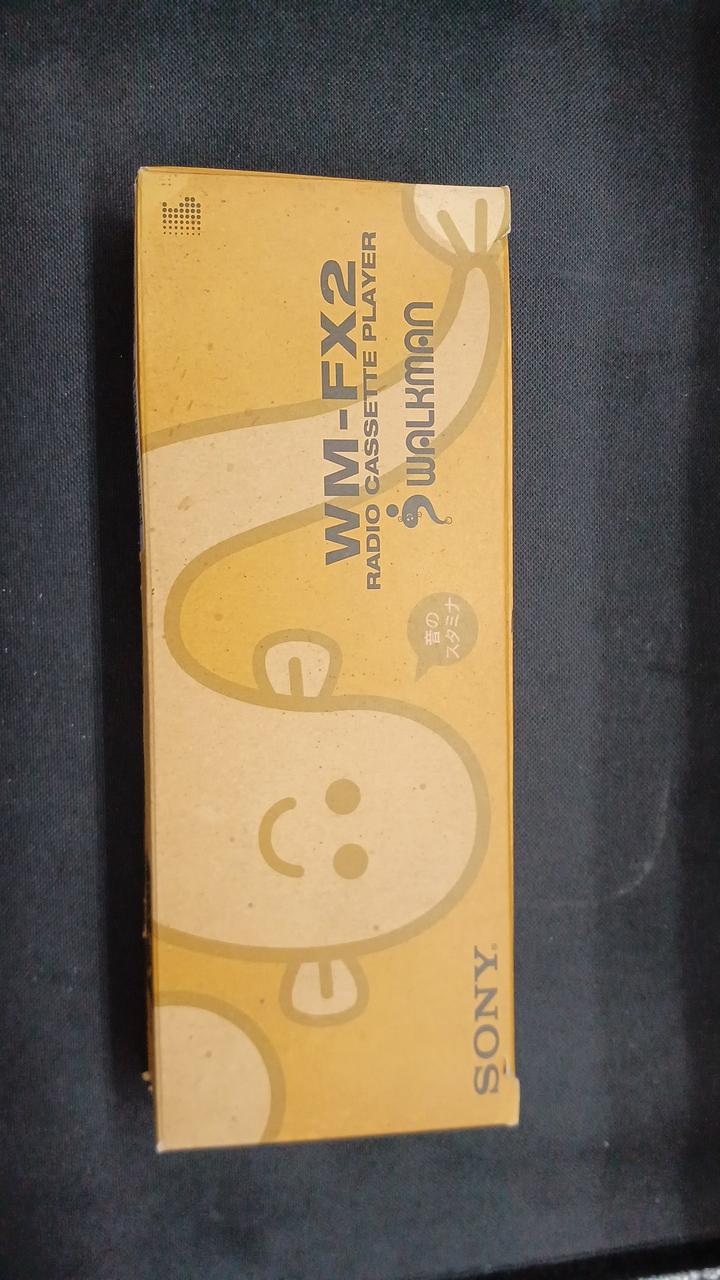 WM-FX2
RADIO CASSETTE PLAYER
WALKMAN
音の
スタミナ
SONY®